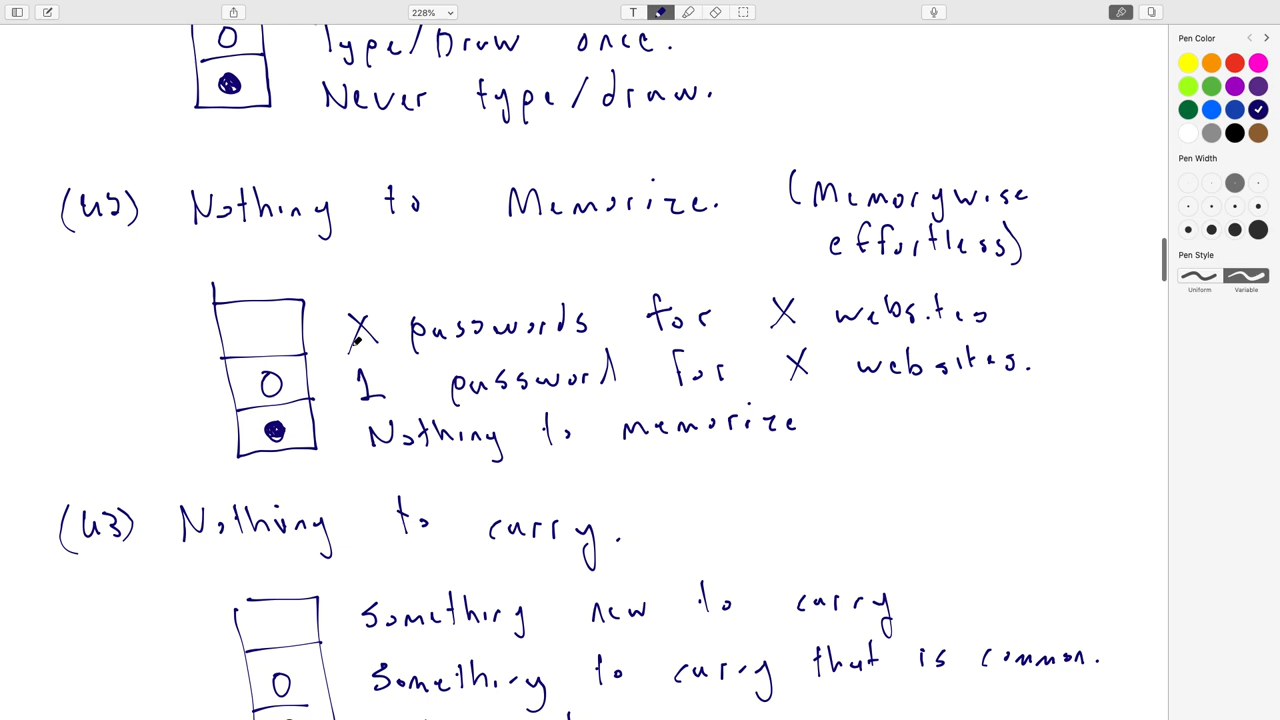 228%
T
Type/Draw once.
Never type/draw.
(U2) Nothing to Memorize. (Memorywise
effortless)
X passwords for X websites
O 1 password for X websites.
Nothing to memorize
(U3) Nothing to carry.
Something new to carry
O Something to carry that is common.
Pen Color
Pen Width
Pen Style
Uniform Variable